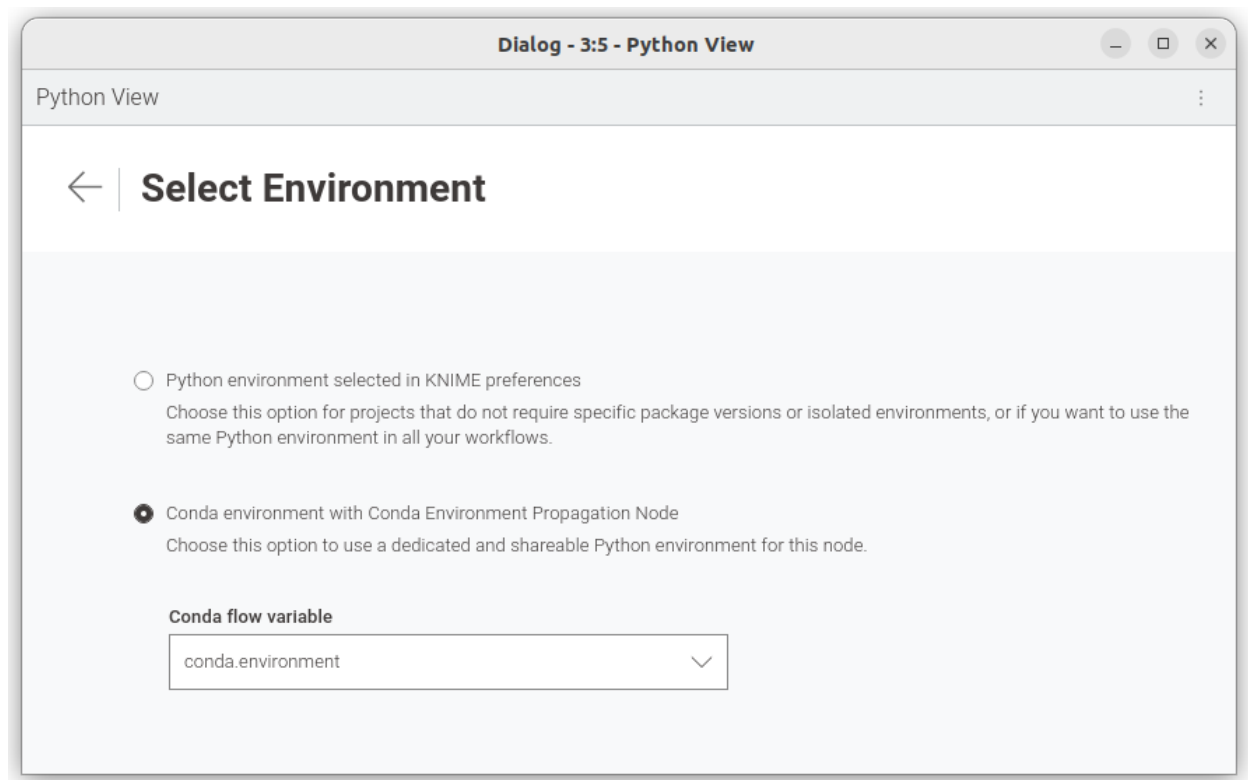 Dialog - 3:5 - Python View
Python View
Select Environment
Python environment selected in KNIME preferences
Choose this option for projects that do not require specific package versions or isolated environments, or if you want to use the
same Python environment in all your workflows.
Conda environment with Conda Environment Propagation Node
Choose this option to use a dedicated and shareable Python environment for this node.
Conda flow variable
conda.environment